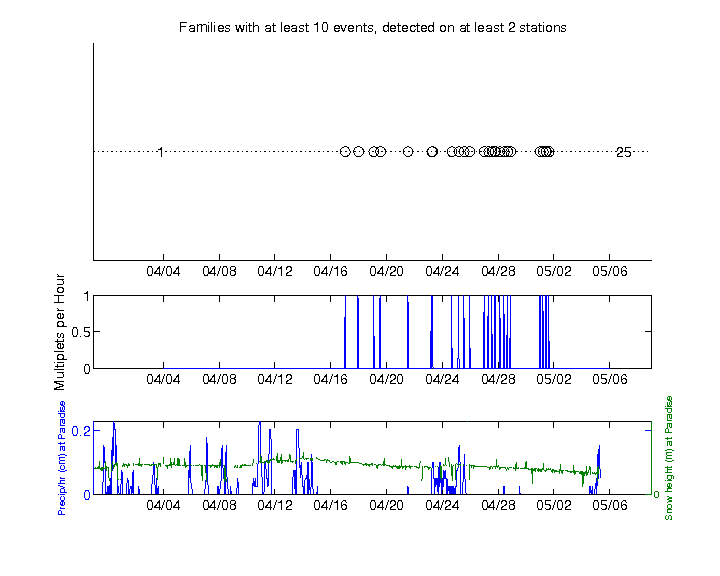 Families with at least 10 events, detected on at least 2 stations
1 25
04/04 04/08 04/12 04/16 04/20 04/24 04/28 05/02 05/06
Multiplets per Hour
1
0.5
0
04/04 04/08 04/12 04/16 04/20 04/24 04/28 05/02 05/06
Precip/hr (cm) at Paradise
0.2
0
Snow height (m) at Paradise
0
04/04 04/08 04/12 04/16 04/20 04/24 04/28 05/02 05/06